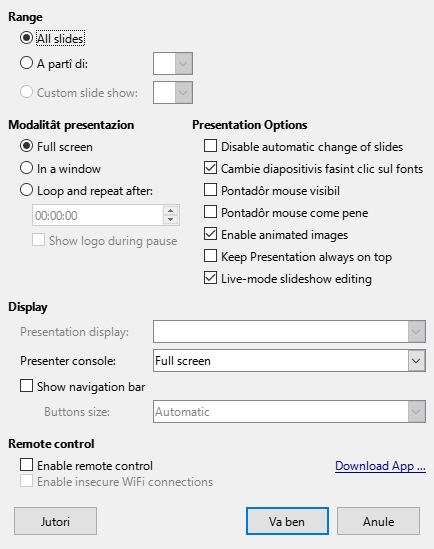 Range
All slides
A partî di:
Custom slide show:
Modalitât presentazion
Full screen
In a window
Loop and repeat after:
00:00:00
Show logo during pause
Presentation Options
Disable automatic change of slides
Cambie diapositivis fasint clic sul fonts
Pontadôr mouse visibil
Pontadôr mouse come pene
Enable animated images
Keep Presentation always on top
Live-mode slideshow editing
Display
Presentation display:
Presenter console: Full screen
Show navigation bar
Buttons size: Automatic
Remote control
Enable remote control Download App ...
Enable insecure WiFi connections
Jutori Va ben Anule